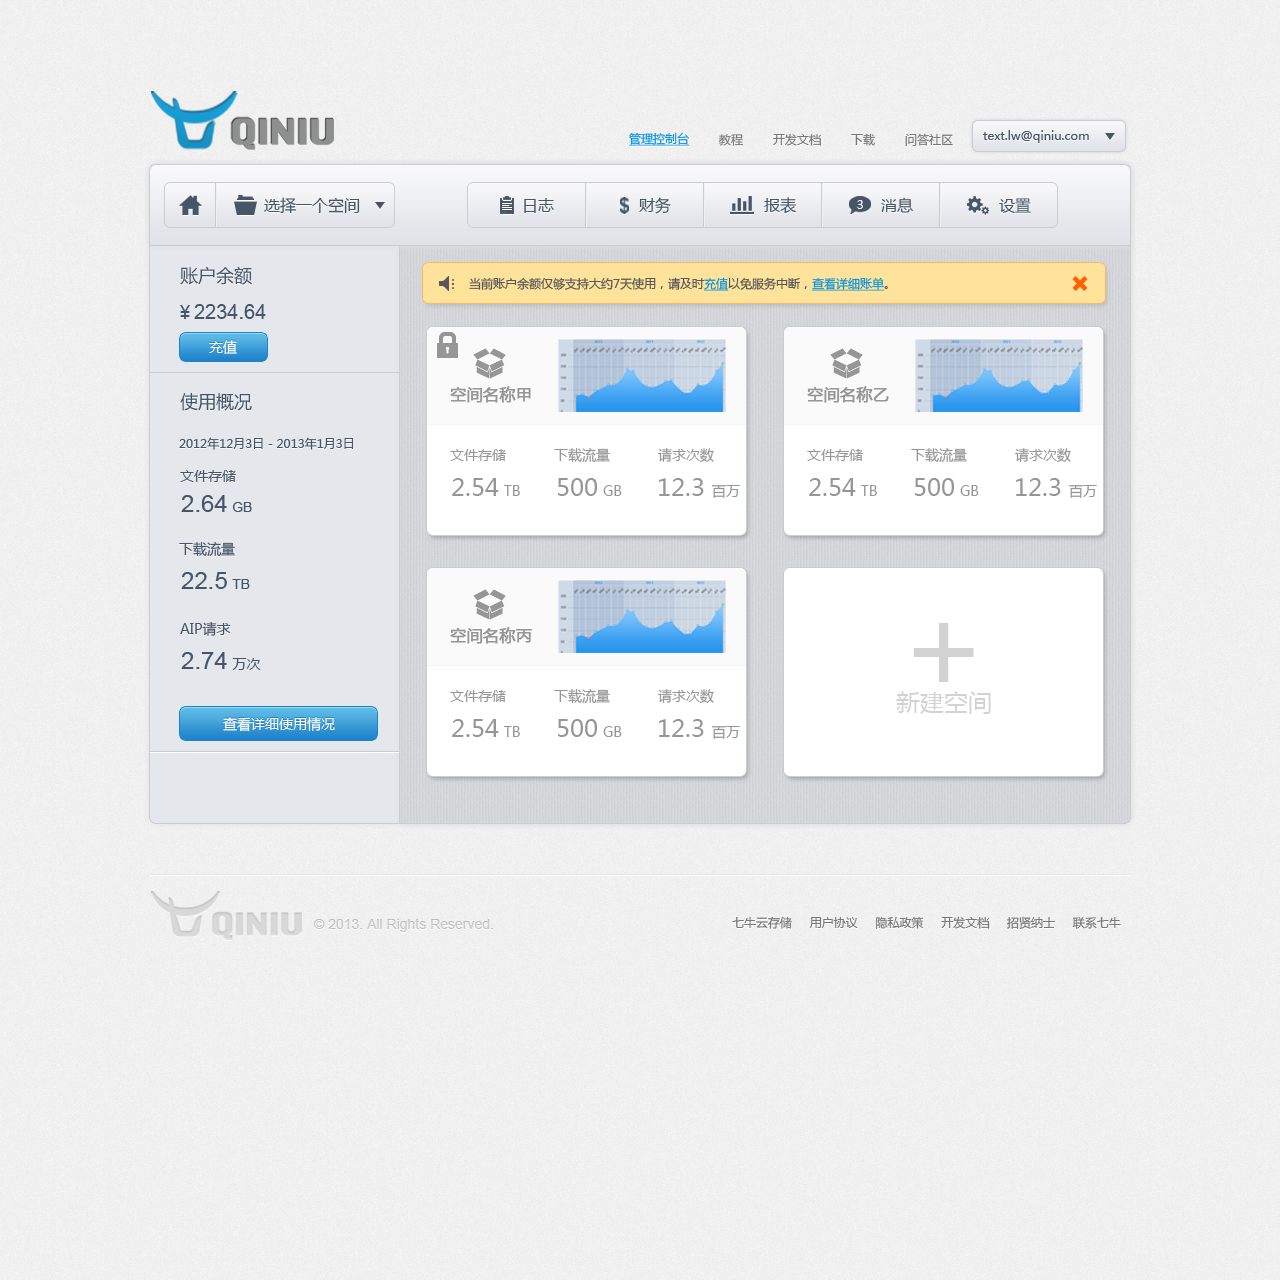 QINIU
管理控制台 教程 开发文档 下载 问答社区 text.lw@qiniu.com
选择一个空间 日志 财务 报表 3 消息 设置
账户余额
¥ 2234.64
充值
使用概况
2012年12月3日 - 2013年1月3日
文件存储
2.64 GB
下载流量
22.5 TB
AIP请求
2.74 万次
查看详细使用情况
当前账户余额仅够支持大约7天使用，请及时充值以免服务中断，查看详细账单。
空间名称甲
文件存储 下载流量 请求次数
2.54 TB 500 GB 12.3 百万
空间名称乙
文件存储 下载流量 请求次数
2.54 TB 500 GB 12.3 百万
空间名称丙
文件存储 下载流量 请求次数
2.54 TB 500 GB 12.3 百万
新建空间
QINIU © 2013. All Rights Reserved.
七牛云存储 用户协议 隐私政策 开发文档 招贤纳士 联系七牛